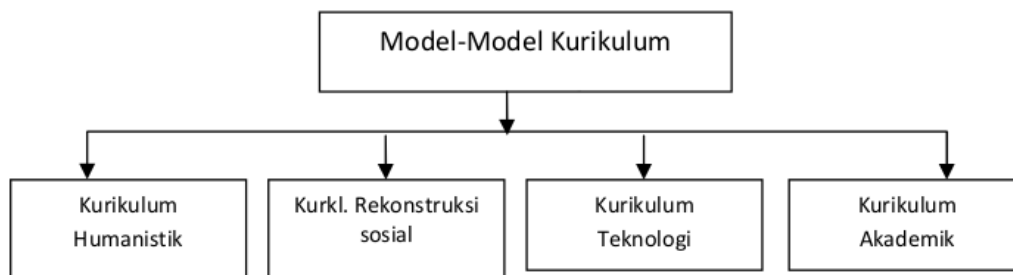 Model-Model Kurikulum
Kurikulum
Humanistik
Kurkl. Rekonstruksi
sosial
Kurikulum
Teknologi
Kurikulum
Akademik